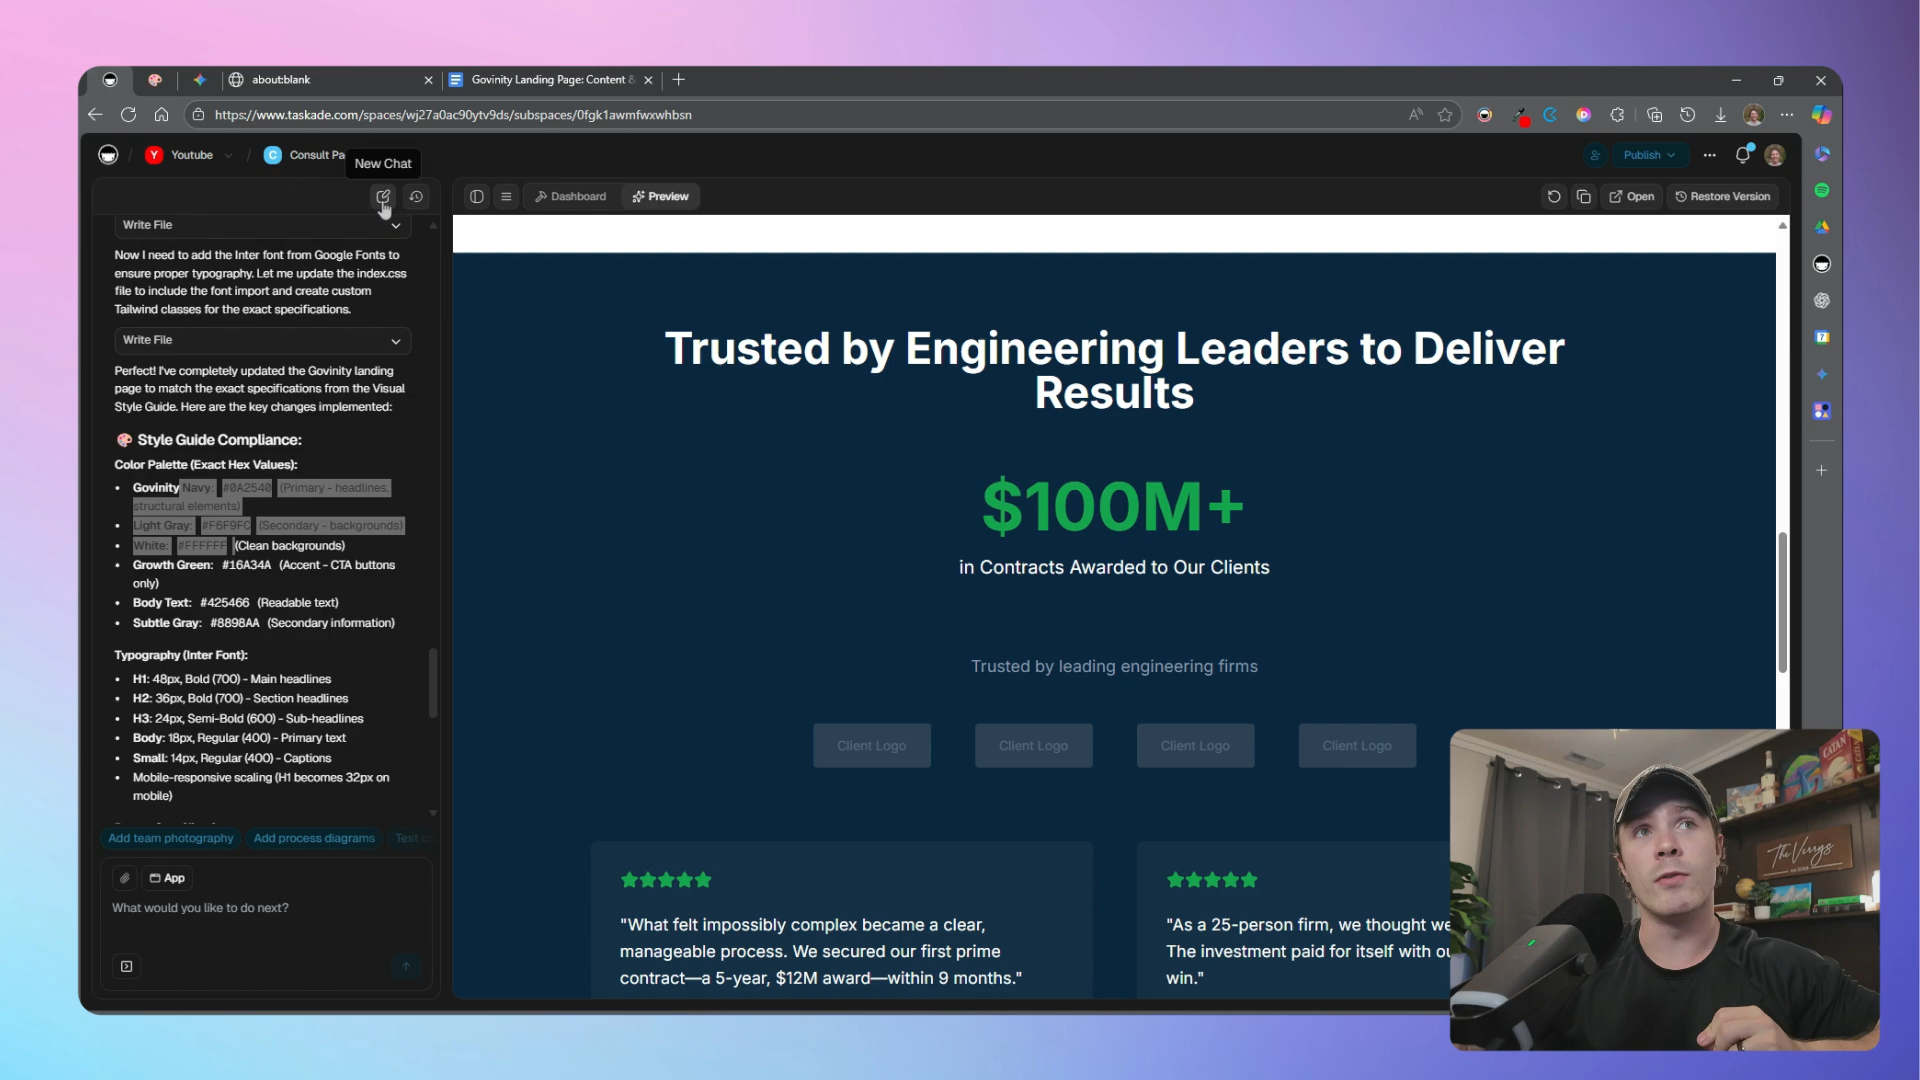 about:blank
Govinity Landing Page: Content &
https://www.taskade.com/spaces/wj27a0ac90ytv9ds/subspaces/0fgk1awmfwxwhbsn
Y Youtube / C Consult Pa
New Chat
Publish
Dashboard
Preview
Open
Restore Version
Write File
Now I need to add the Inter font from Google Fonts to
ensure proper typography. Let me update the index.css
file to include the font import and create custom
Tailwind classes for the exact specifications.
Write File
Perfect! I've completely updated the Govinity landing
page to match the exact specifications from the Visual
Style Guide. Here are the key changes implemented:
🎨 Style Guide Compliance:
Color Palette (Exact Hex Values):
• Govinity Navy: #0A2540 (Primary - headlines,
structural elements)
• Light Gray: #F6F9FC (Secondary - backgrounds)
• White: #FFFFFF (Clean backgrounds)
• Growth Green: #16A34A (Accent - CTA buttons
only)
• Body Text: #425466 (Readable text)
• Subtle Gray: #8898AA (Secondary information)
Typography (Inter Font):
• H1: 48px, Bold (700) - Main headlines
• H2: 36px, Bold (700) - Section headlines
• H3: 24px, Semi-Bold (600) - Sub-headlines
• Body: 18px, Regular (400) - Primary text
• Small: 14px, Regular (400) - Captions
• Mobile-responsive scaling (H1 becomes 32px on
mobile)
Add team photography
Add process diagrams
Test
App
What would you like to do next?
Trusted by Engineering Leaders to Deliver
Results
$100M+
in Contracts Awarded to Our Clients
Trusted by leading engineering firms
Client Logo
Client Logo
Client Logo
Client Logo
"What felt impossibly complex became a clear,
manageable process. We secured our first prime
contract—a 5-year, $12M award—within 9 months."
"As a 25-person firm, we thought we
The investment paid for itself with ou
win."
CATAN
The Verrys